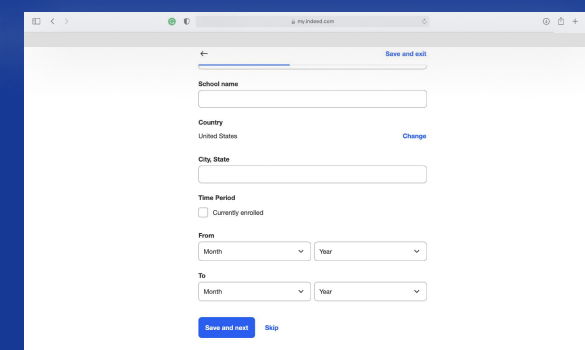 my.indeed.com
Save and exit
School name
Country
United States Change
City, State
Time Period
Currently enrolled
From
Month Year
To
Month Year
Save and next Skip